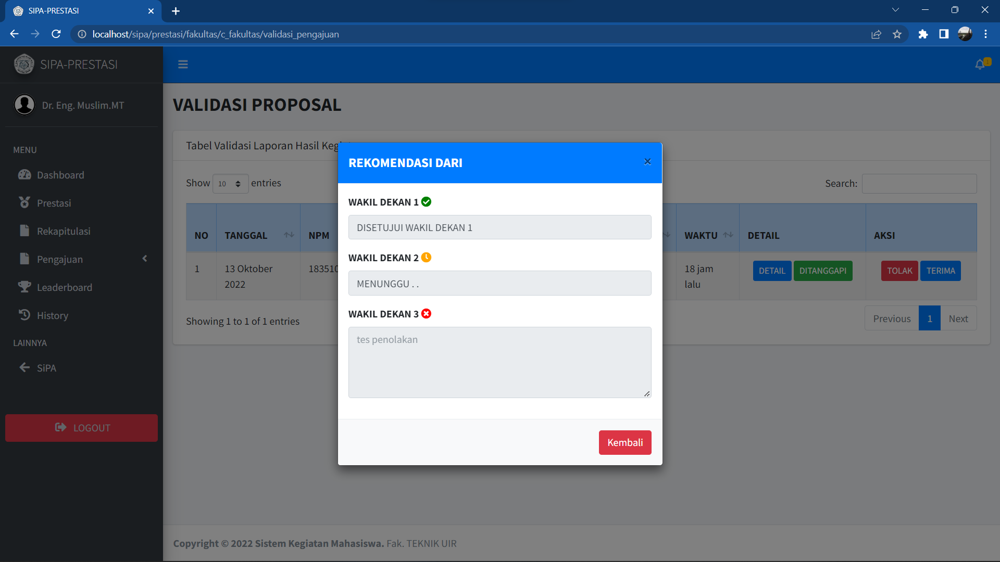 SIPA-PRESTASI
localhost/sipa/prestasi/fakultas/c_fakultas/validasi_pengajuan
SIPA-PRESTASI
1
Dr. Eng. Muslim.MT
MENU
Dashboard
Prestasi
Rekapitulasi
Pengajuan
Leaderboard
History
LAINNYA
SiPA
LOGOUT
VALIDASI PROPOSAL
Tabel Validasi Laporan Hasil
Show 10 entries
Search:
NO TANGGAL NPM WAKTU DETAIL AKSI
1 13 Oktober 2022 183510 18 jam lalu DETAIL DITANGGAPI TOLAK TERIMA
Showing 1 to 1 of 1 entries
Previous 1 Next
REKOMENDASI DARI
×
WAKIL DEKAN 1
DISETUJUI WAKIL DEKAN 1
WAKIL DEKAN 2
MENUNGGU . .
WAKIL DEKAN 3
tes penolakan
Kembali
Copyright © 2022 Sistem Kegiatan Mahasiswa. Fak. TEKNIK UIR